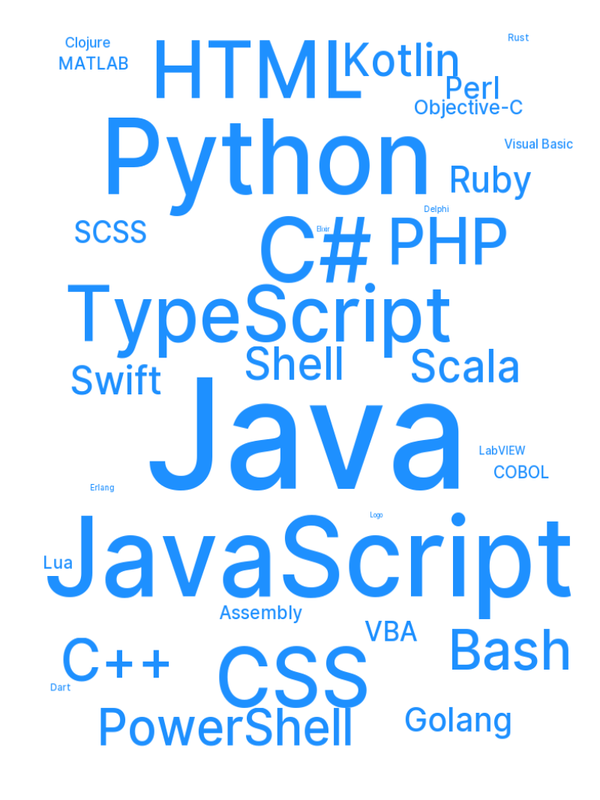 Rust
Clojure
HTML
Kotlin
MATLAB
Perl
Objective-C
Python
Visual Basic
Ruby
Delphi
SCSS
Elixir
C#
PHP
TypeScript
Shell
Scala
Swift
Java
LabVIEW
COBOL
Erlang
Logo
JavaScript
Lua
Assembly
VBA
Bash
C++
CSS
Dart
PowerShell
Golang